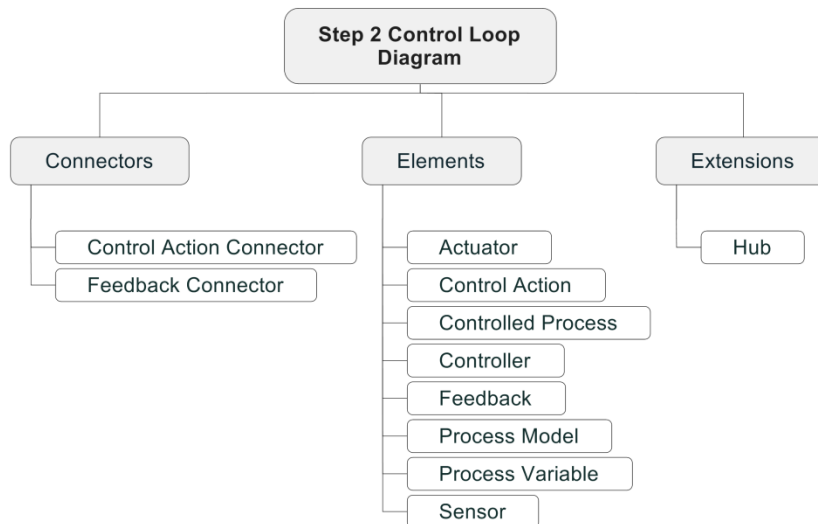 Step 2 Control Loop
Diagram
Connectors
Elements
Extensions
Control Action Connector
Feedback Connector
Actuator
Control Action
Controlled Process
Controller
Feedback
Process Model
Process Variable
Sensor
Hub